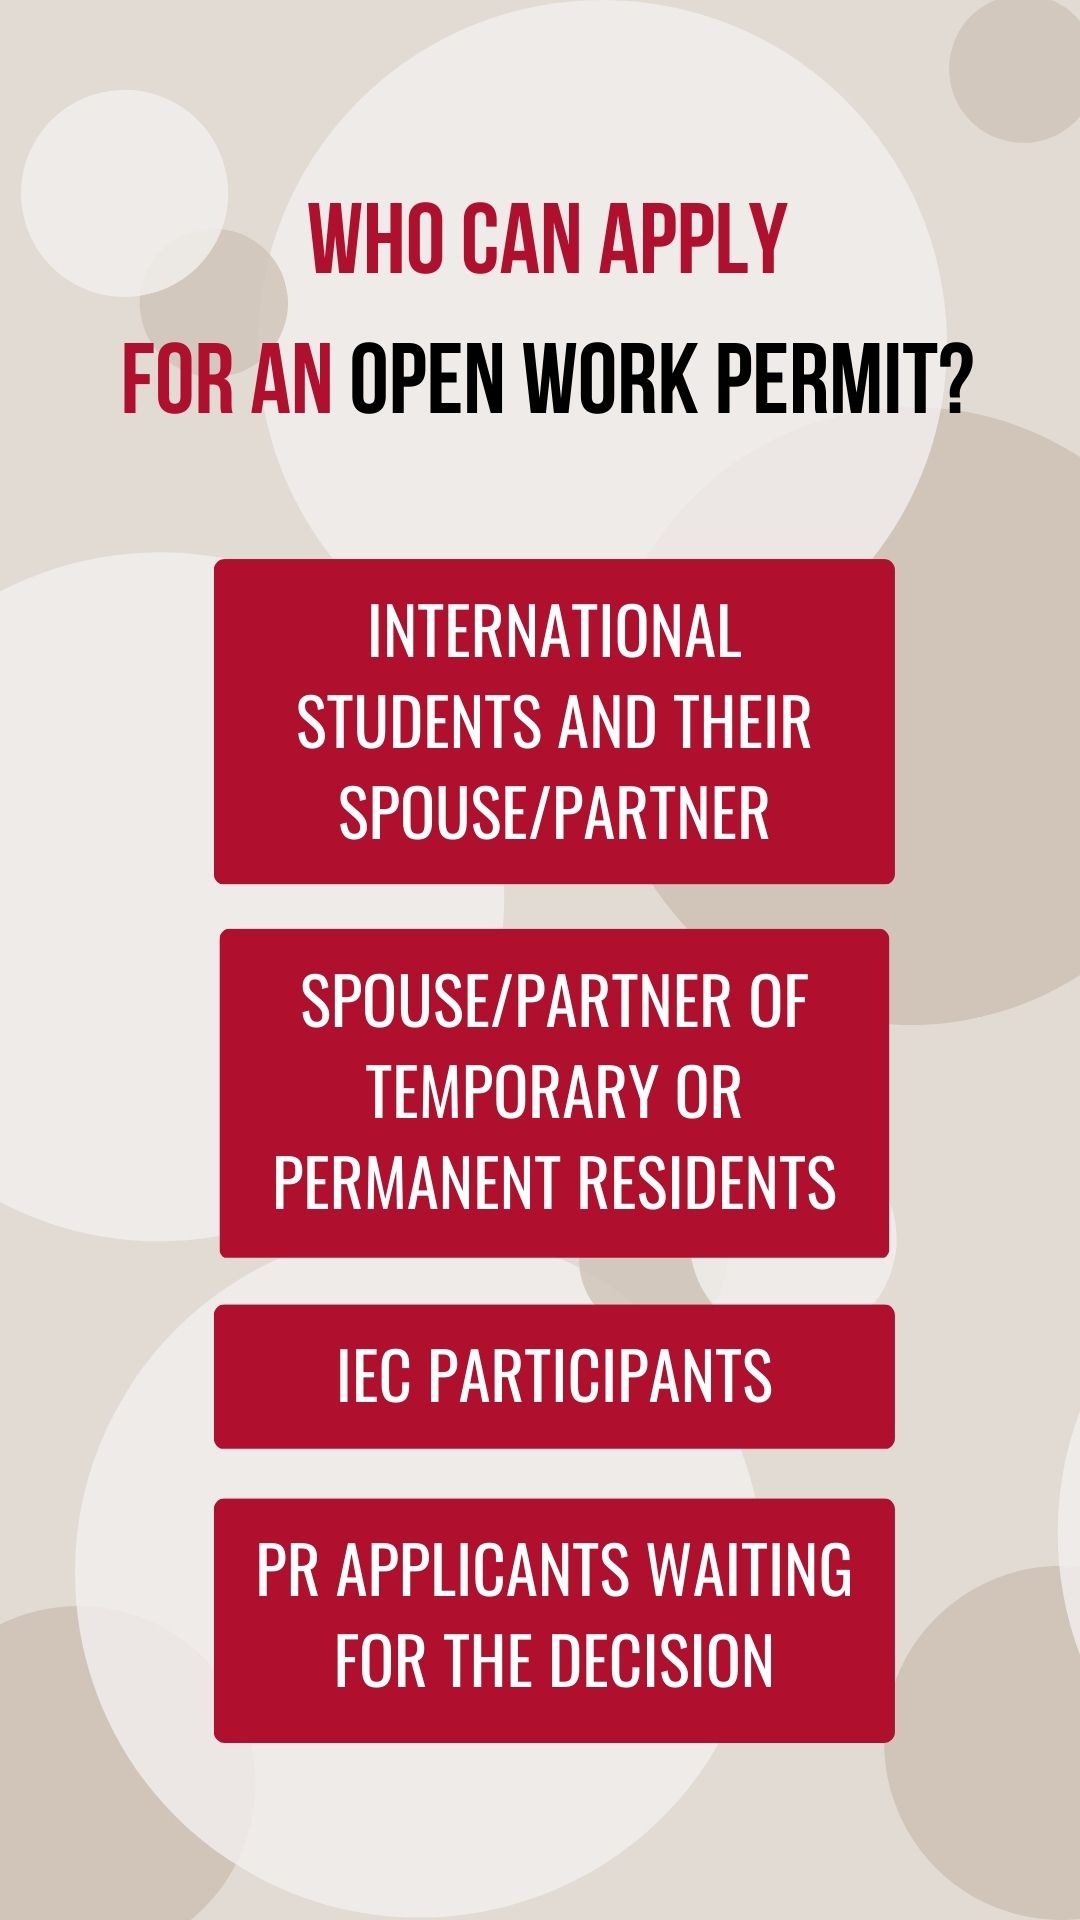 WHO CAN APPLY
FOR AN OPEN WORK PERMIT?
INTERNATIONAL
STUDENTS AND THEIR
SPOUSE/PARTNER
SPOUSE/PARTNER OF
TEMPORARY OR
PERMANENT RESIDENTS
IEC PARTICIPANTS
PR APPLICANTS WAITING
FOR THE DECISION